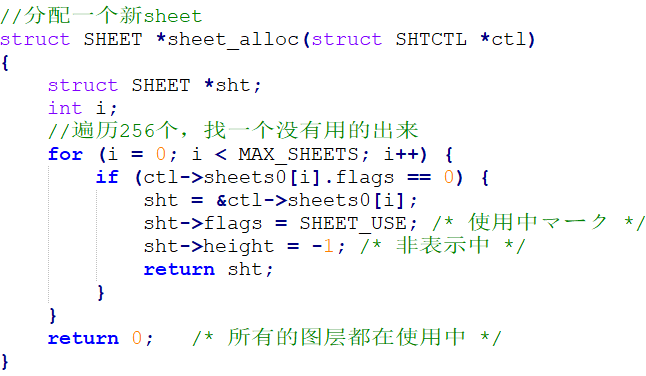 //分配一个新sheet
struct SHEET *sheet_alloc(struct SHTCTL *ctl)
{
    struct SHEET *sht;
    int i;
    //遍历256个，找一个没有用的出来
    for (i = 0; i < MAX_SHEETS; i++) {
        if (ctl->sheets0[i].flags == 0) {
            sht = &ctl->sheets0[i];
            sht->flags = SHEET_USE; /* 使用中マーク */
            sht->height = -1; /* 非表示中 */
            return sht;
        }
    }
    return 0;   /* 所有的图层都在使用中 */
}